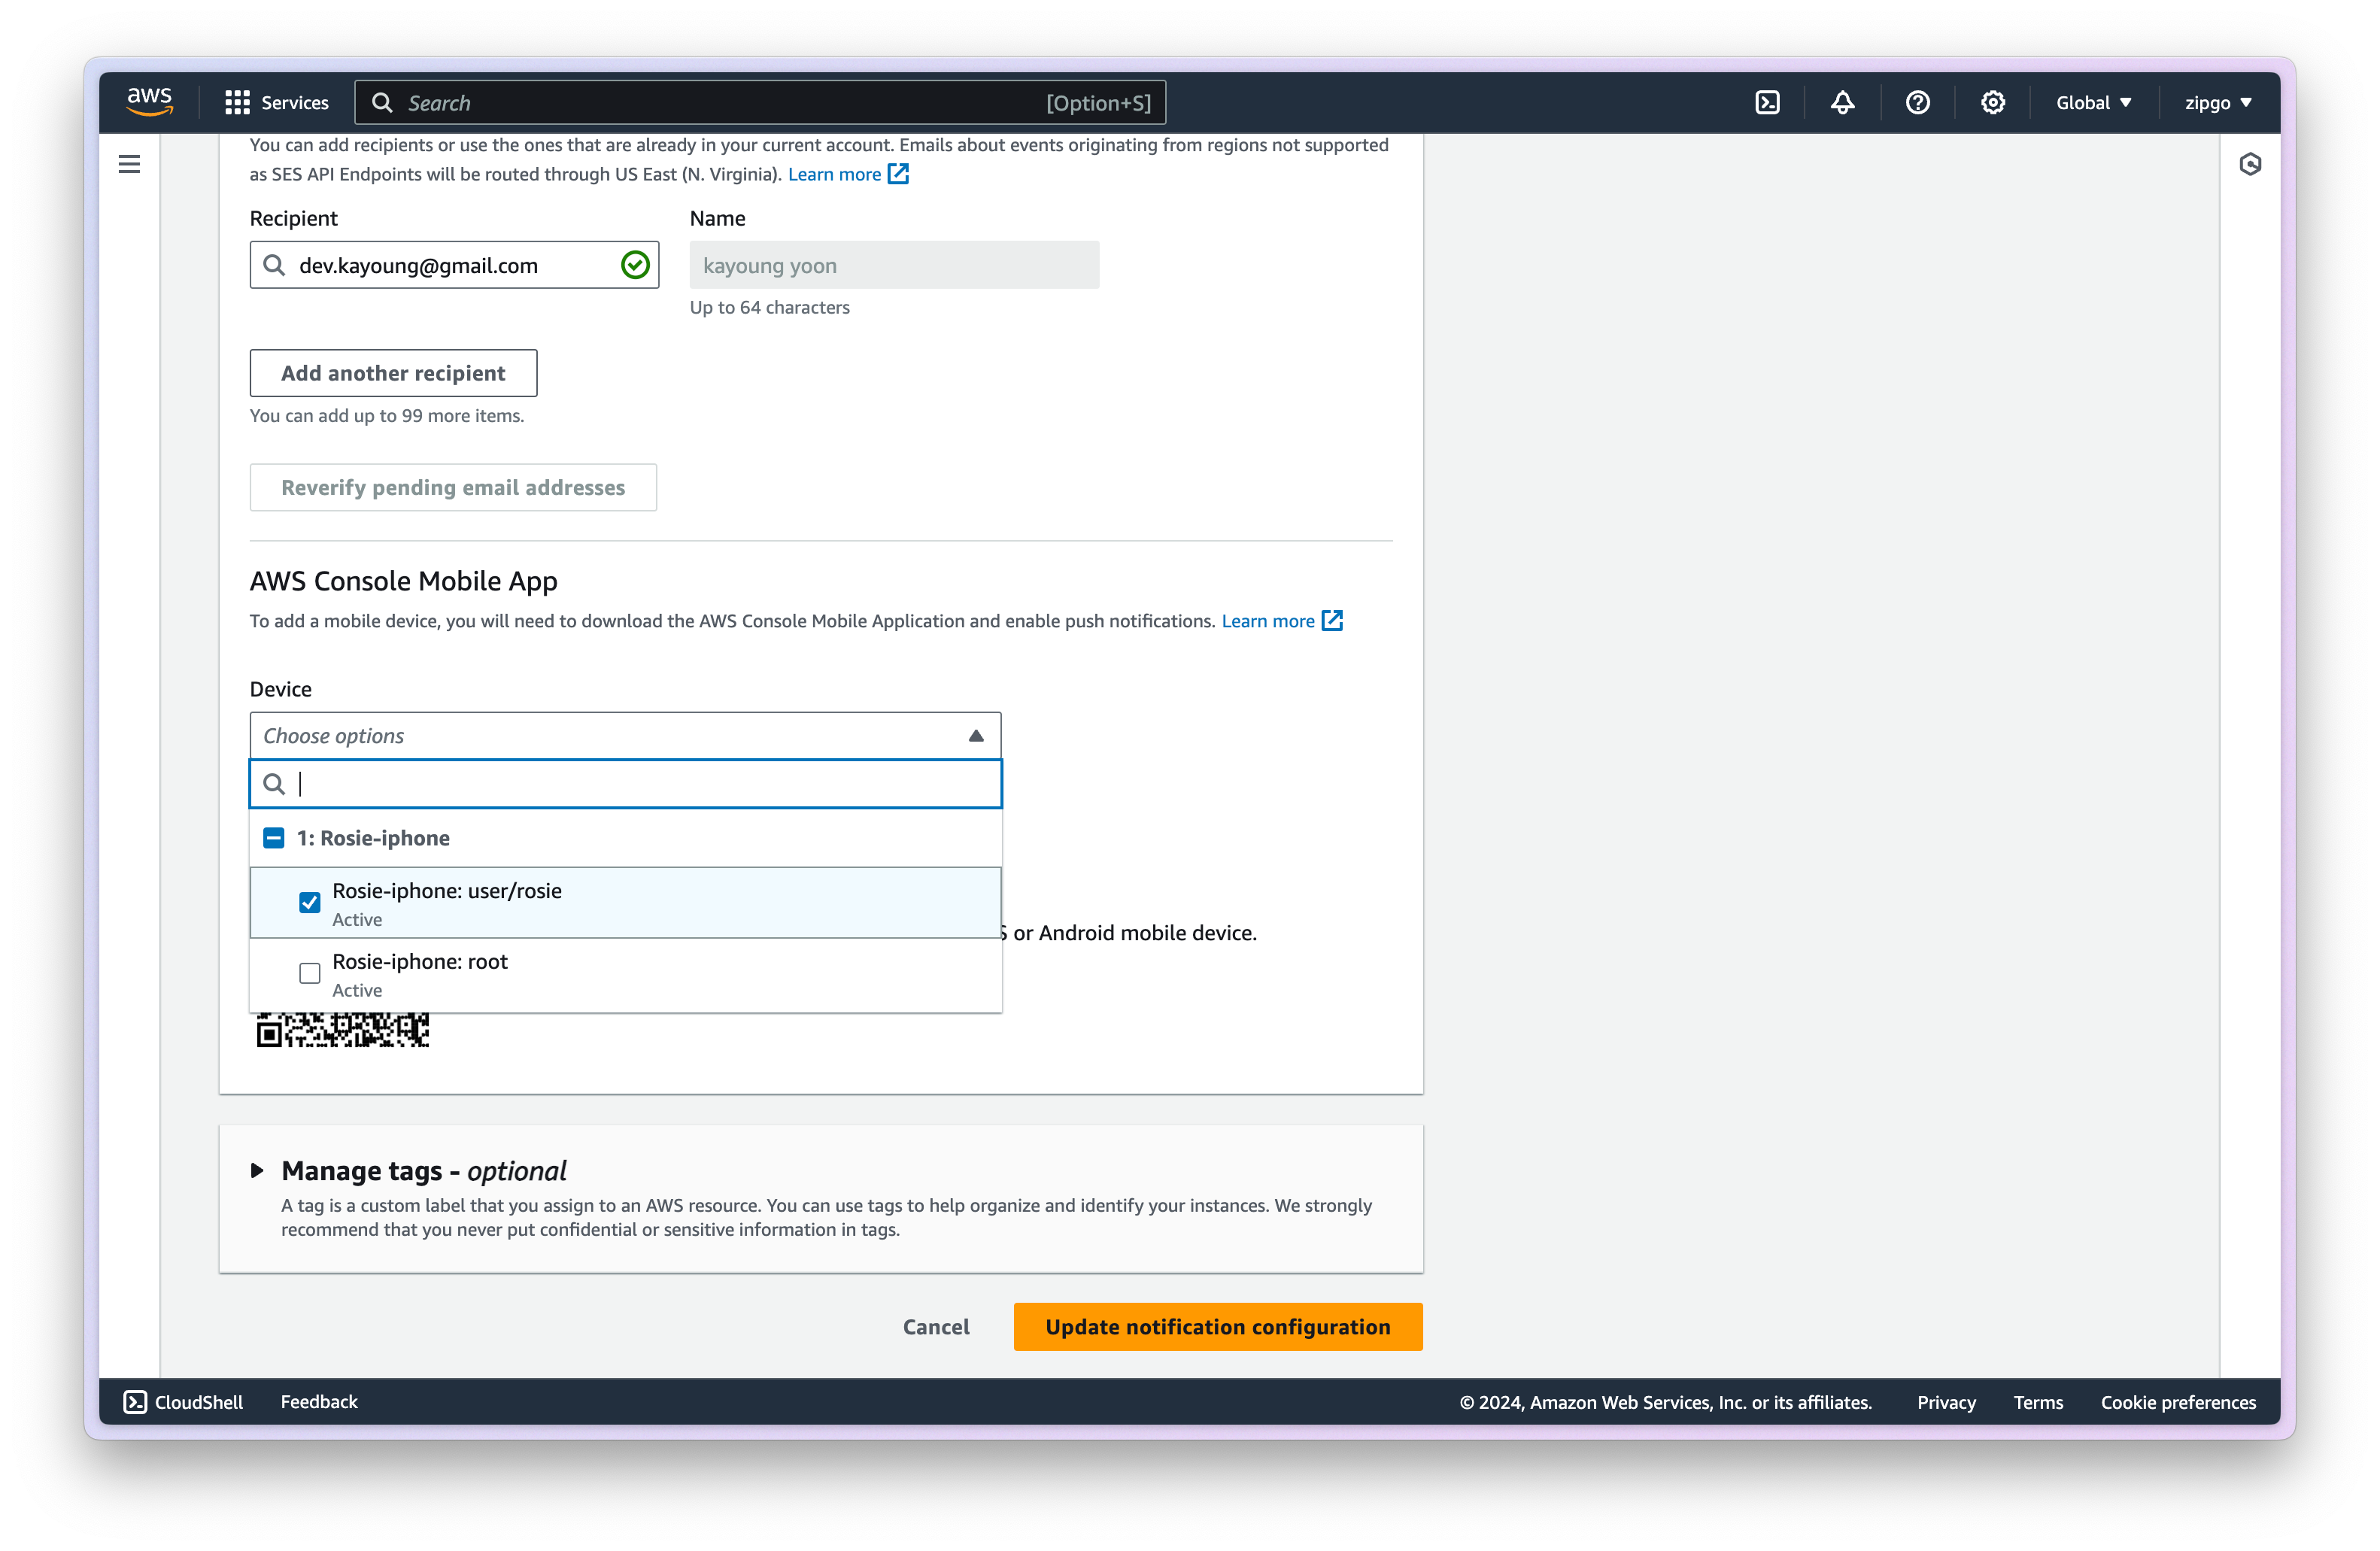 aws
Services
Search
[Option+S]
Global
zipgo
You can add recipients or use the ones that are already in your current account. Emails about events originating from regions not supported
as SES API Endpoints will be routed through US East (N. Virginia). Learn more
Recipient
Name
dev.kayoung@gmail.com
kayoung yoon
Up to 64 characters
Add another recipient
You can add up to 99 more items.
Reverify pending email addresses
AWS Console Mobile App
To add a mobile device, you will need to download the AWS Console Mobile Application and enable push notifications. Learn more
Device
Choose options
1: Rosie-iphone
Rosie-iphone: user/rosie
Active
or Android mobile device.
Rosie-iphone: root
Active
Manage tags - optional
A tag is a custom label that you assign to an AWS resource. You can use tags to help organize and identify your instances. We strongly
recommend that you never put confidential or sensitive information in tags.
Cancel
Update notification configuration
CloudShell
Feedback
© 2024, Amazon Web Services, Inc. or its affiliates.
Privacy
Terms
Cookie preferences